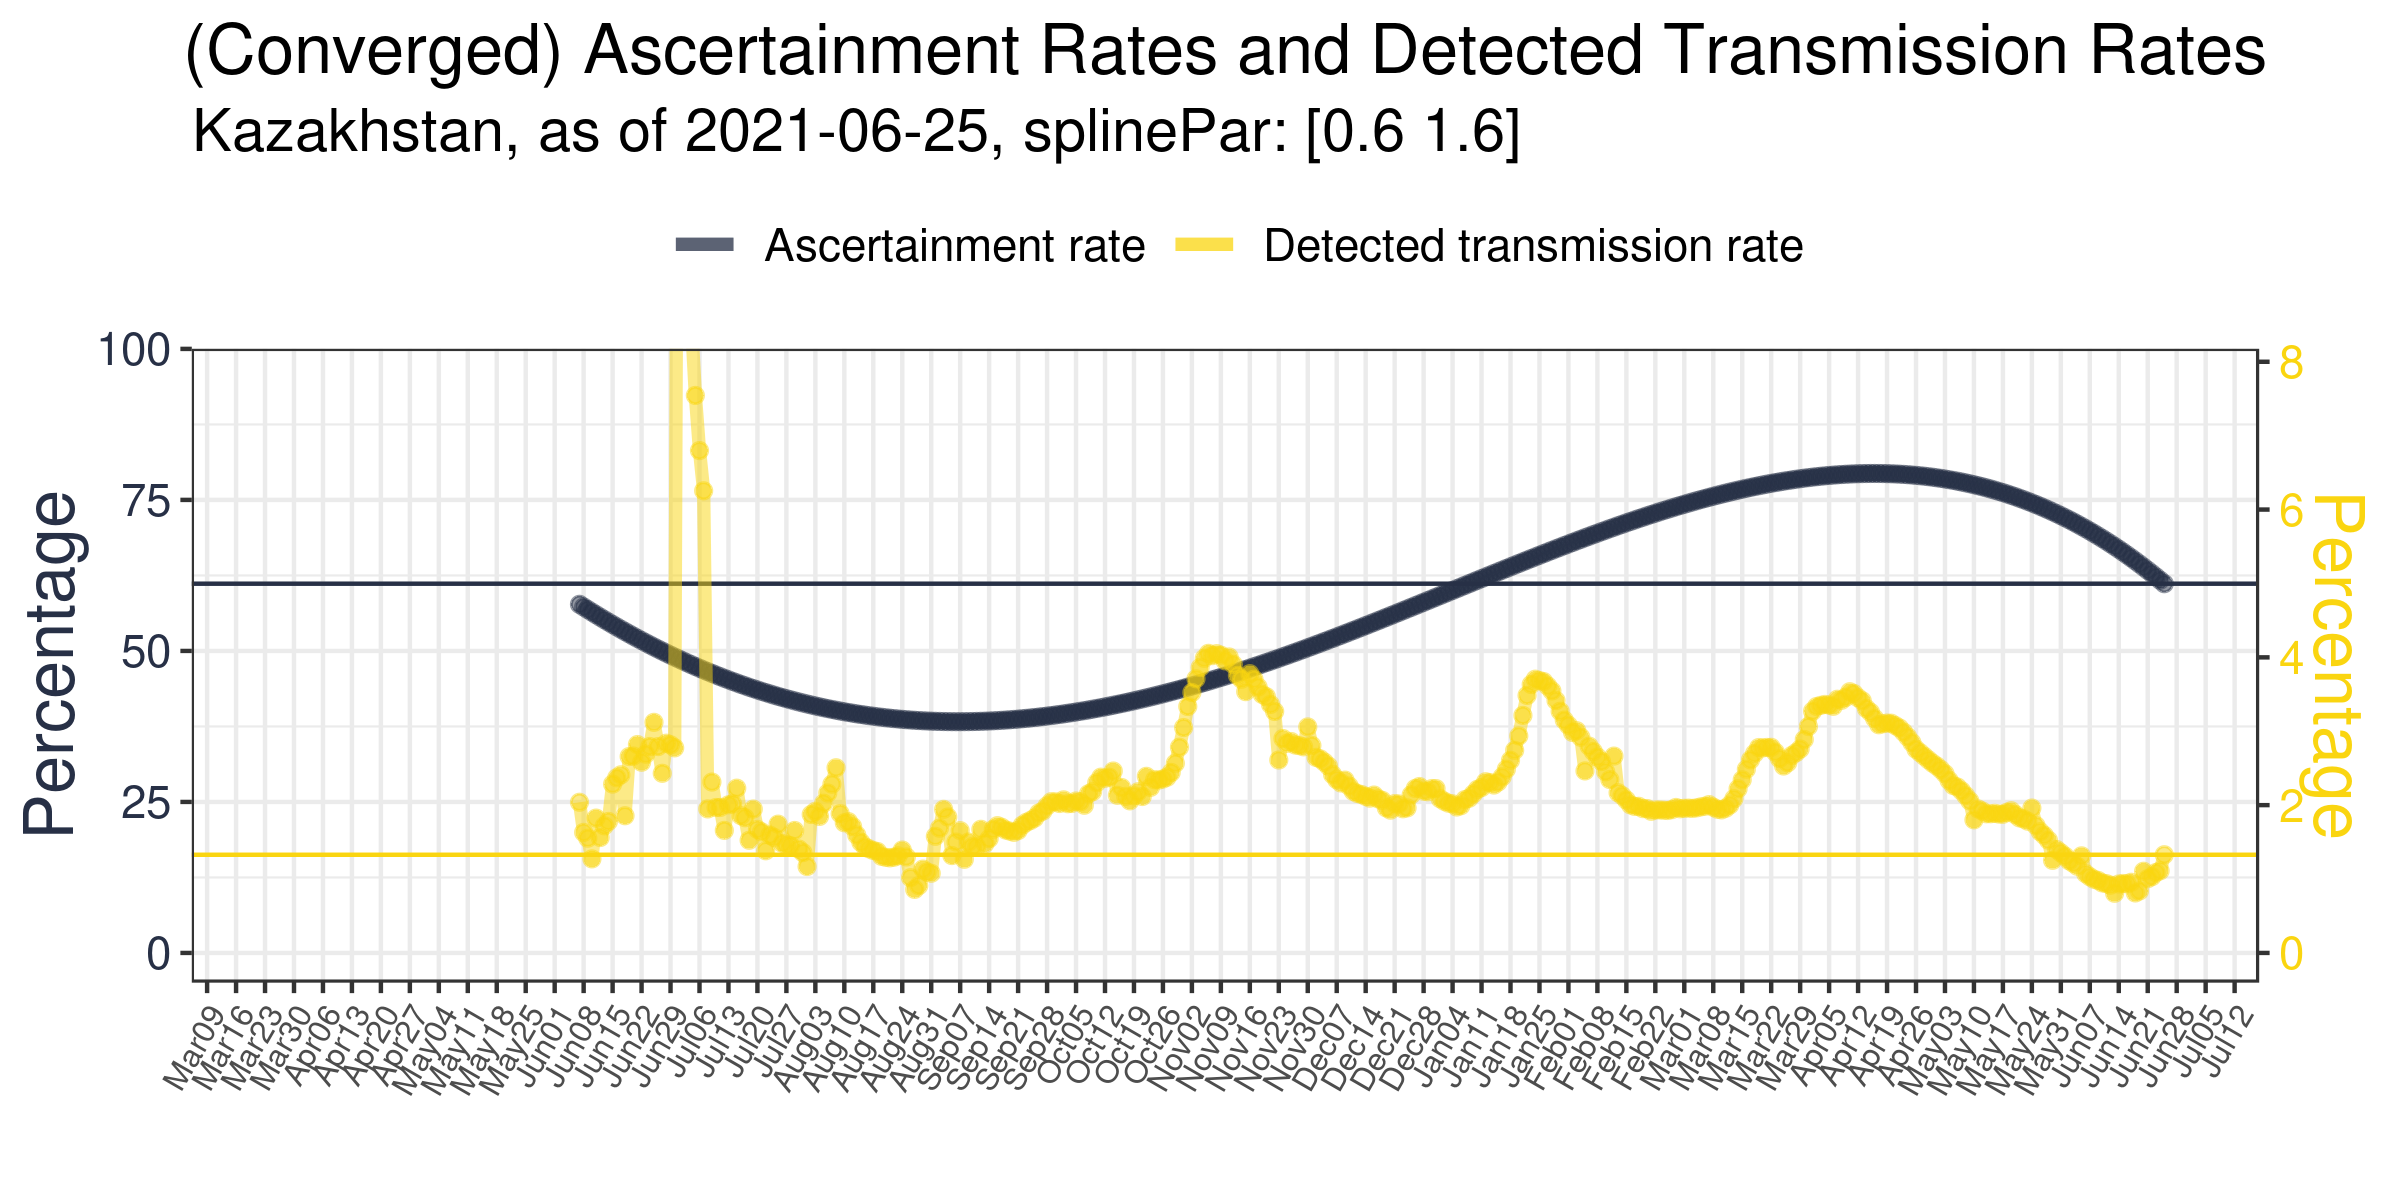 (Converged) Ascertainment Rates and Detected Transmission Rates
Kazakhstan, as of 2021-06-25, splinePar: [0.6 1.6]
Ascertainment rate
Detected transmission rate
Percentage
100
75
50
25
0
8
6
4
2
0
Percentage
Mar09
Mar16
Mar23
Mar30
Apr06
Apr13
Apr20
Apr27
May04
May11
May18
May25
Jun01
Jun08
Jun15
Jun22
Jun29
Jul06
Jul13
Jul20
Jul27
Aug03
Aug10
Aug17
Aug24
Aug31
Sep07
Sep14
Sep21
Sep28
Oct05
Oct12
Oct19
Oct26
Nov02
Nov09
Nov16
Nov23
Nov30
Dec07
Dec14
Dec21
Dec28
Jan04
Jan11
Jan18
Jan25
Feb01
Feb08
Feb15
Feb22
Mar01
Mar08
Mar15
Mar22
Mar29
Apr05
Apr12
Apr19
Apr26
May03
May10
May17
May24
May31
Jun07
Jun14
Jun21
Jun28
Jul05
Jul12